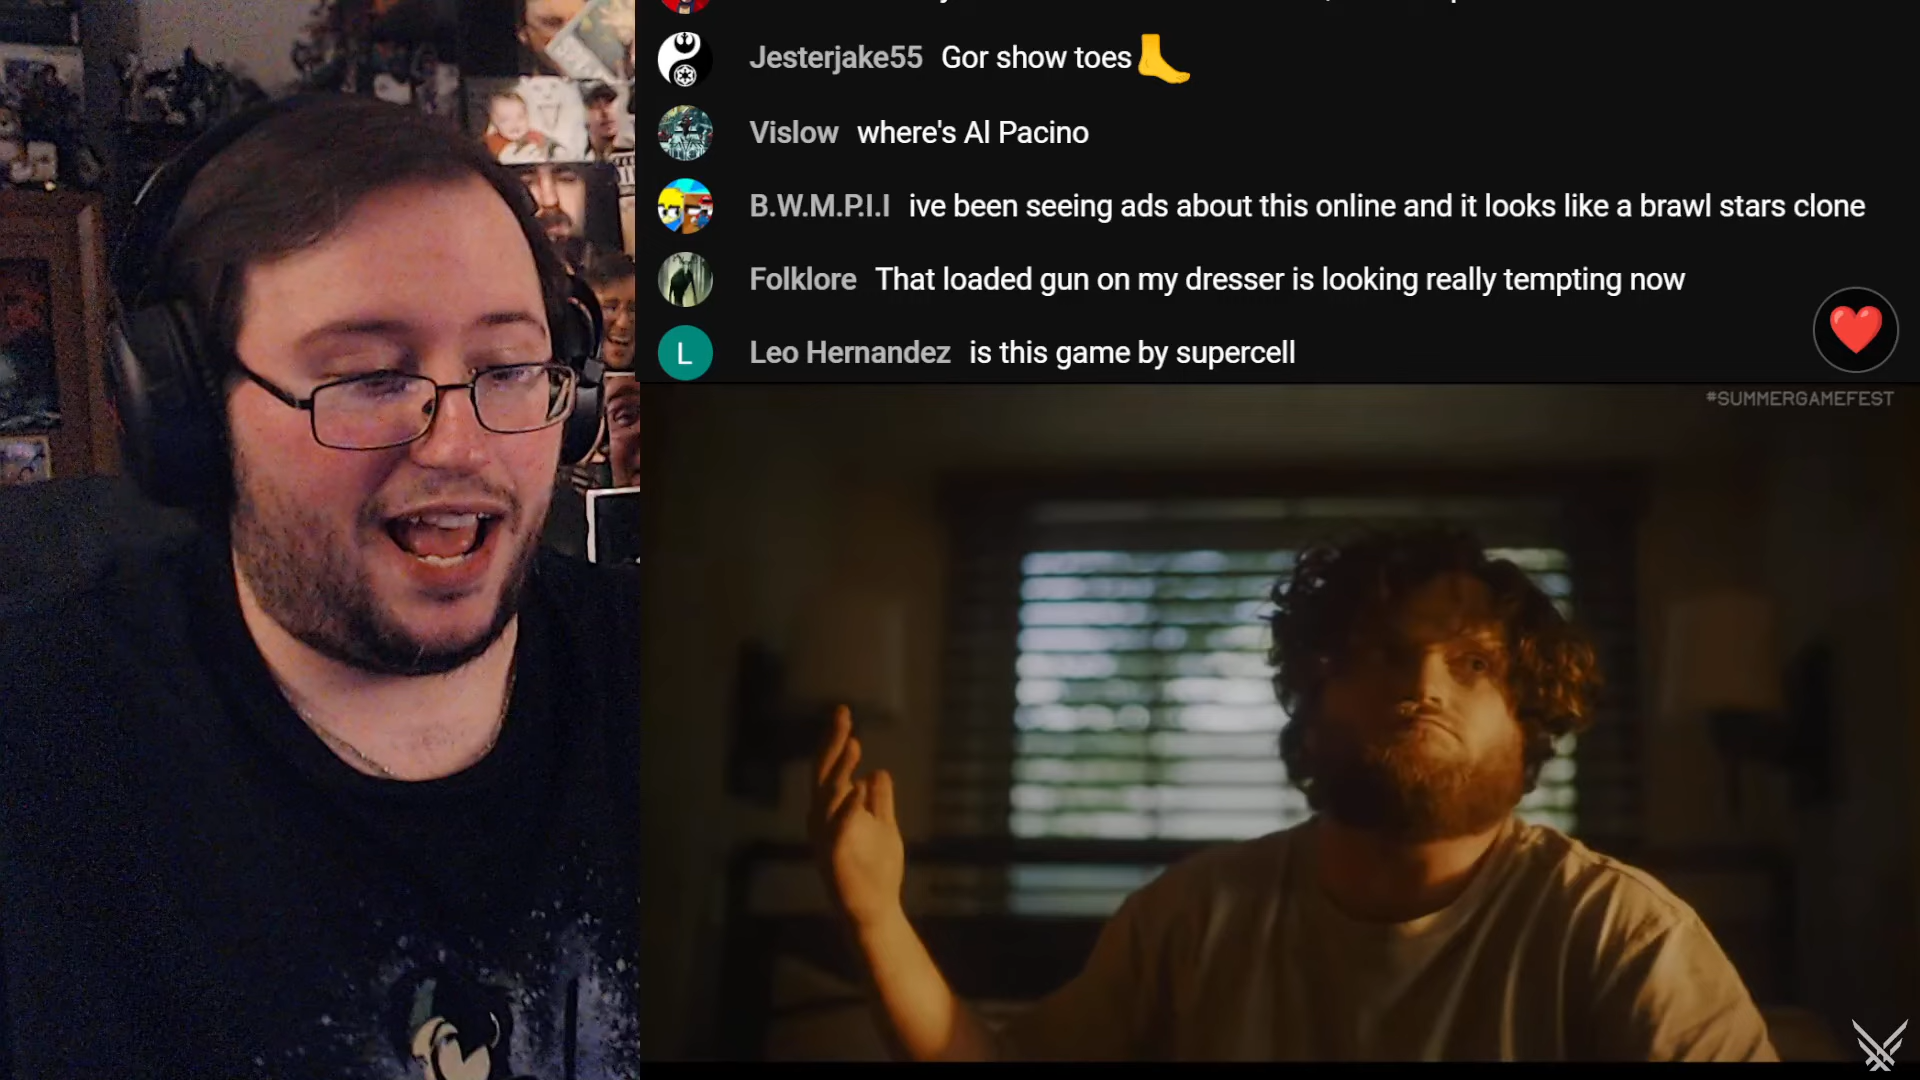 Jesterjake55 Gor show toes
Vislow where's Al Pacino
B.W.M.P.I.I ive been seeing ads about this online and it looks like a brawl stars clone
Folklore That loaded gun on my dresser is looking really tempting now
L Leo Hernandez is this game by supercell
#SUMMERGAMEFEST